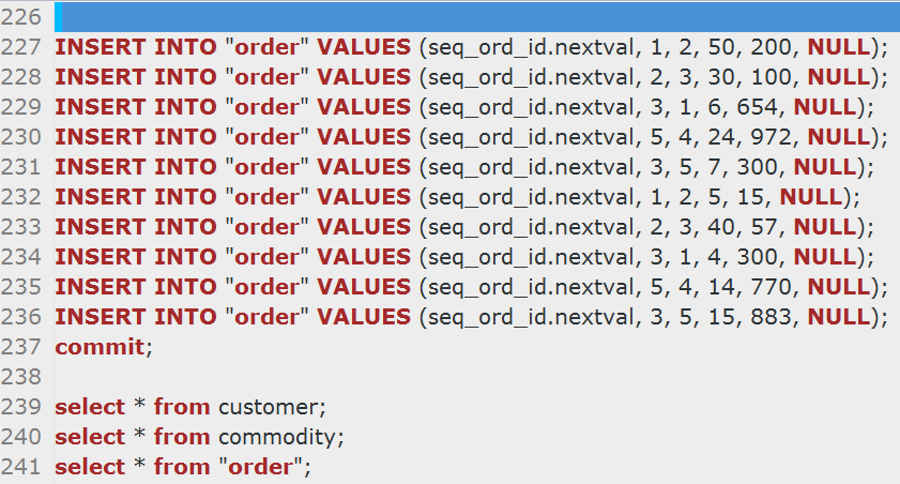 226
227 INSERT INTO "order" VALUES (seq_ord_id.nextval, 1, 2, 50, 200, NULL);
228 INSERT INTO "order" VALUES (seq_ord_id.nextval, 2, 3, 30, 100, NULL);
229 INSERT INTO "order" VALUES (seq_ord_id.nextval, 3, 1, 6, 654, NULL);
230 INSERT INTO "order" VALUES (seq_ord_id.nextval, 5, 4, 24, 972, NULL);
231 INSERT INTO "order" VALUES (seq_ord_id.nextval, 3, 5, 7, 300, NULL);
232 INSERT INTO "order" VALUES (seq_ord_id.nextval, 1, 2, 5, 15, NULL);
233 INSERT INTO "order" VALUES (seq_ord_id.nextval, 2, 3, 40, 57, NULL);
234 INSERT INTO "order" VALUES (seq_ord_id.nextval, 3, 1, 4, 300, NULL);
235 INSERT INTO "order" VALUES (seq_ord_id.nextval, 5, 4, 14, 770, NULL);
236 INSERT INTO "order" VALUES (seq_ord_id.nextval, 3, 5, 15, 883, NULL);
237 commit;
238
239 select * from customer;
240 select * from commodity;
241 select * from "order";